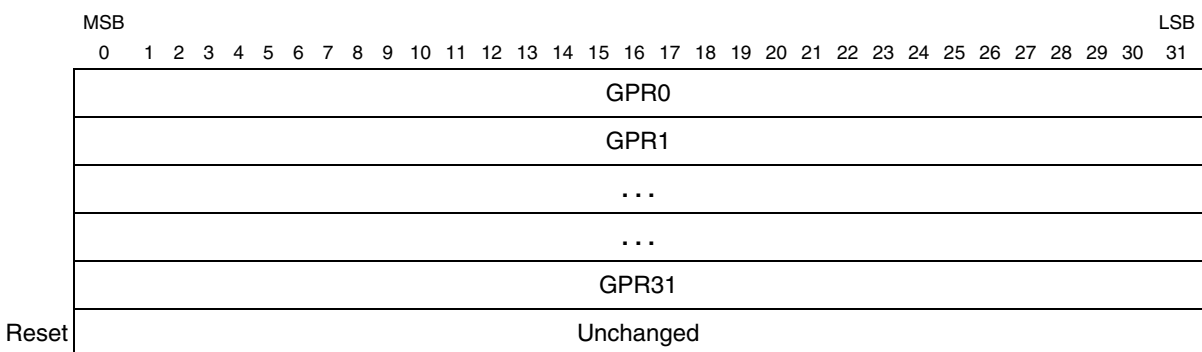 MSB LSB
0 1 2 3 4 5 6 7 8 9 10 11 12 13 14 15 16 17 18 19 20 21 22 23 24 25 26 27 28 29 30 31
GPR0
GPR1
. . .
. . .
GPR31
Reset Unchanged